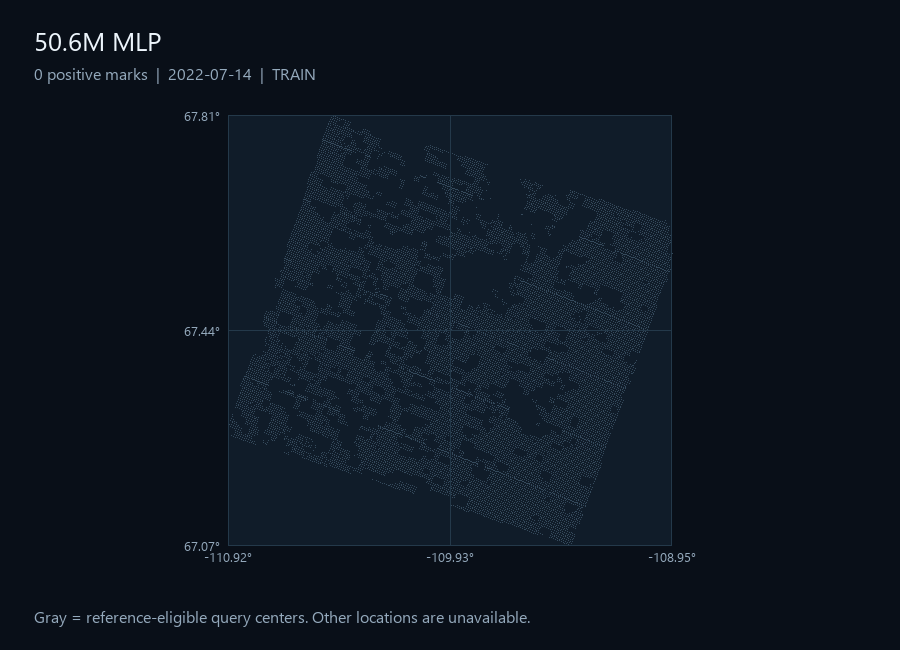 50.6M MLP
0 positive marks | 2022-07-14 | TRAIN
67.81°
67.44°
67.07°
-110.92°
-109.93°
-108.95°
Gray = reference-eligible query centers. Other locations are unavailable.